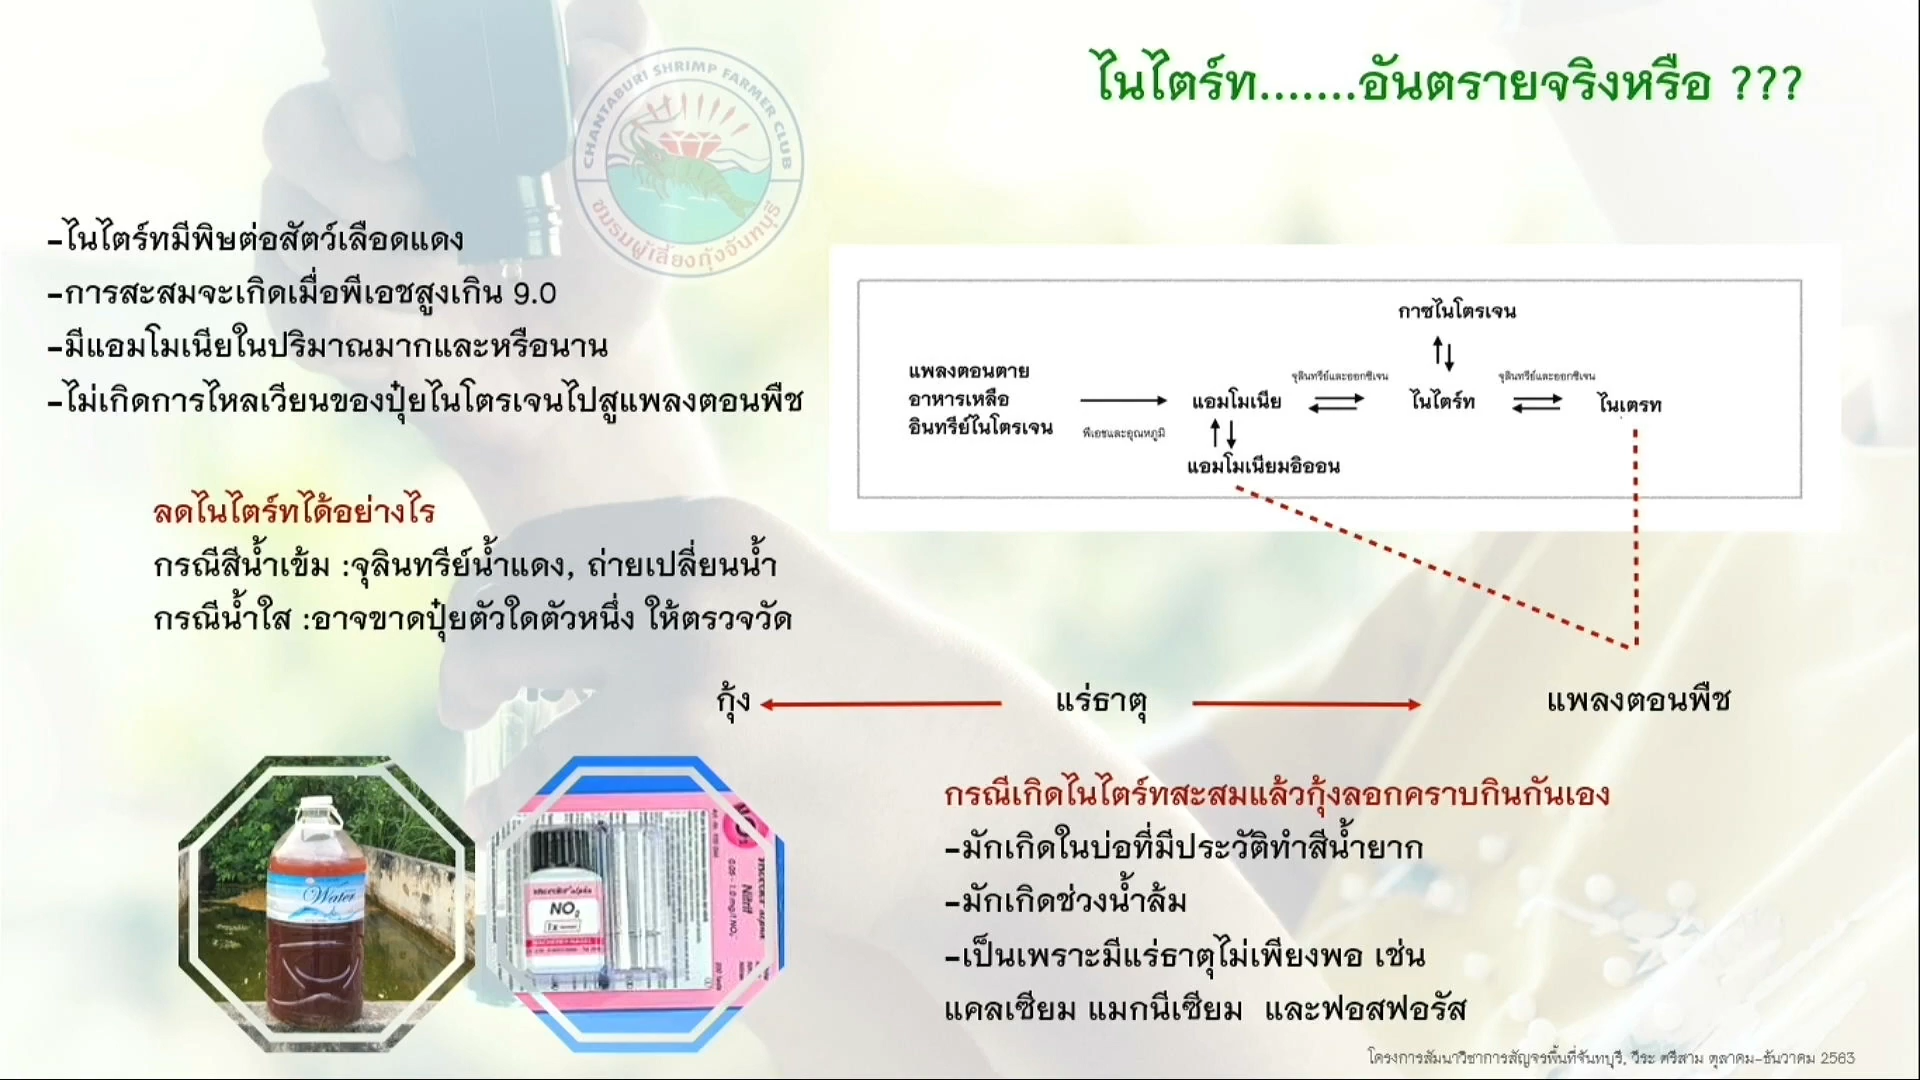 ไนไตร์ท.......อันตรายจริงหรือ ???
CHANTABURI SHRIMP FARMER CLUB
ชมรมผู้เลี้ยงกุ้งจันทบุรี
-ไนไตร์ทมีพิษต่อสัตว์เลือดแดง
-การสะสมจะเกิดเมื่อพีเอชสูงเกิน 9.0
-มีแอมโมเนียในปริมาณมากและหรือนาน
-ไม่เกิดการไหลเวียนของปุ๋ยไนโตรเจนไปสูแพลงตอนพืช
กาซไนโตรเจน
แพลงตอนตาย
อาหารเหลือ
อินทรีย์ไนโตรเจน
พีเอชและอุณหภูมิ
แอมโมเนีย
จุลินทรีย์และออกซิเจน
ไนไตร์ท
จุลินทรีย์และออกซิเจน
ไนเตรท
แอมโมเนียมอิออน
ลดไนไตร์ทได้อย่างไร
กรณีสีน้ำเข้ม :จุลินทรีย์น้ำแดง, ถ่ายเปลี่ยนน้ำ
กรณีน้ำใส :อาจขาดปุ๋ยตัวใดตัวหนึ่ง ให้ตรวจวัด
กุ้ง
แร่ธาตุ
แพลงตอนพืช
Water
NO2
กรณีเกิดไนไตร์ทสะสมแล้วกุ้งลอกคราบกินกันเอง
-มักเกิดในบ่อที่มีประวัติทำสีน้ำยาก
-มักเกิดช่วงน้ำล้ม
-เป็นเพราะมีแร่ธาตุไม่เพียงพอ เช่น
แคลเซียม แมกนีเซียม และฟอสฟอรัส
โครงการสัมนาวิชาการสัญจรพื้นที่จันทบุรี, วีระ ศรีสาม ตุลาคม-ธันวาคม 2563